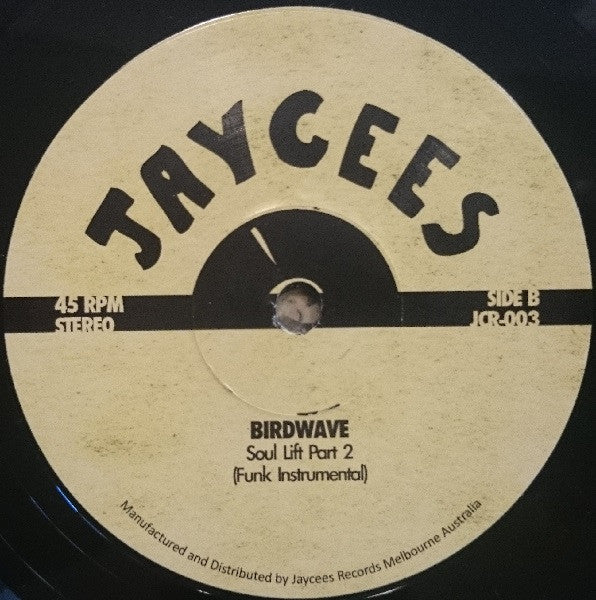 JAYCEES
45 RPM
STEREO
SIDE B
JCR-003
BIRDWAVE
Soul Lift Part 2
(Funk Instrumental)
Manufactured and Distributed by Jaycees Records Melbourne Australia